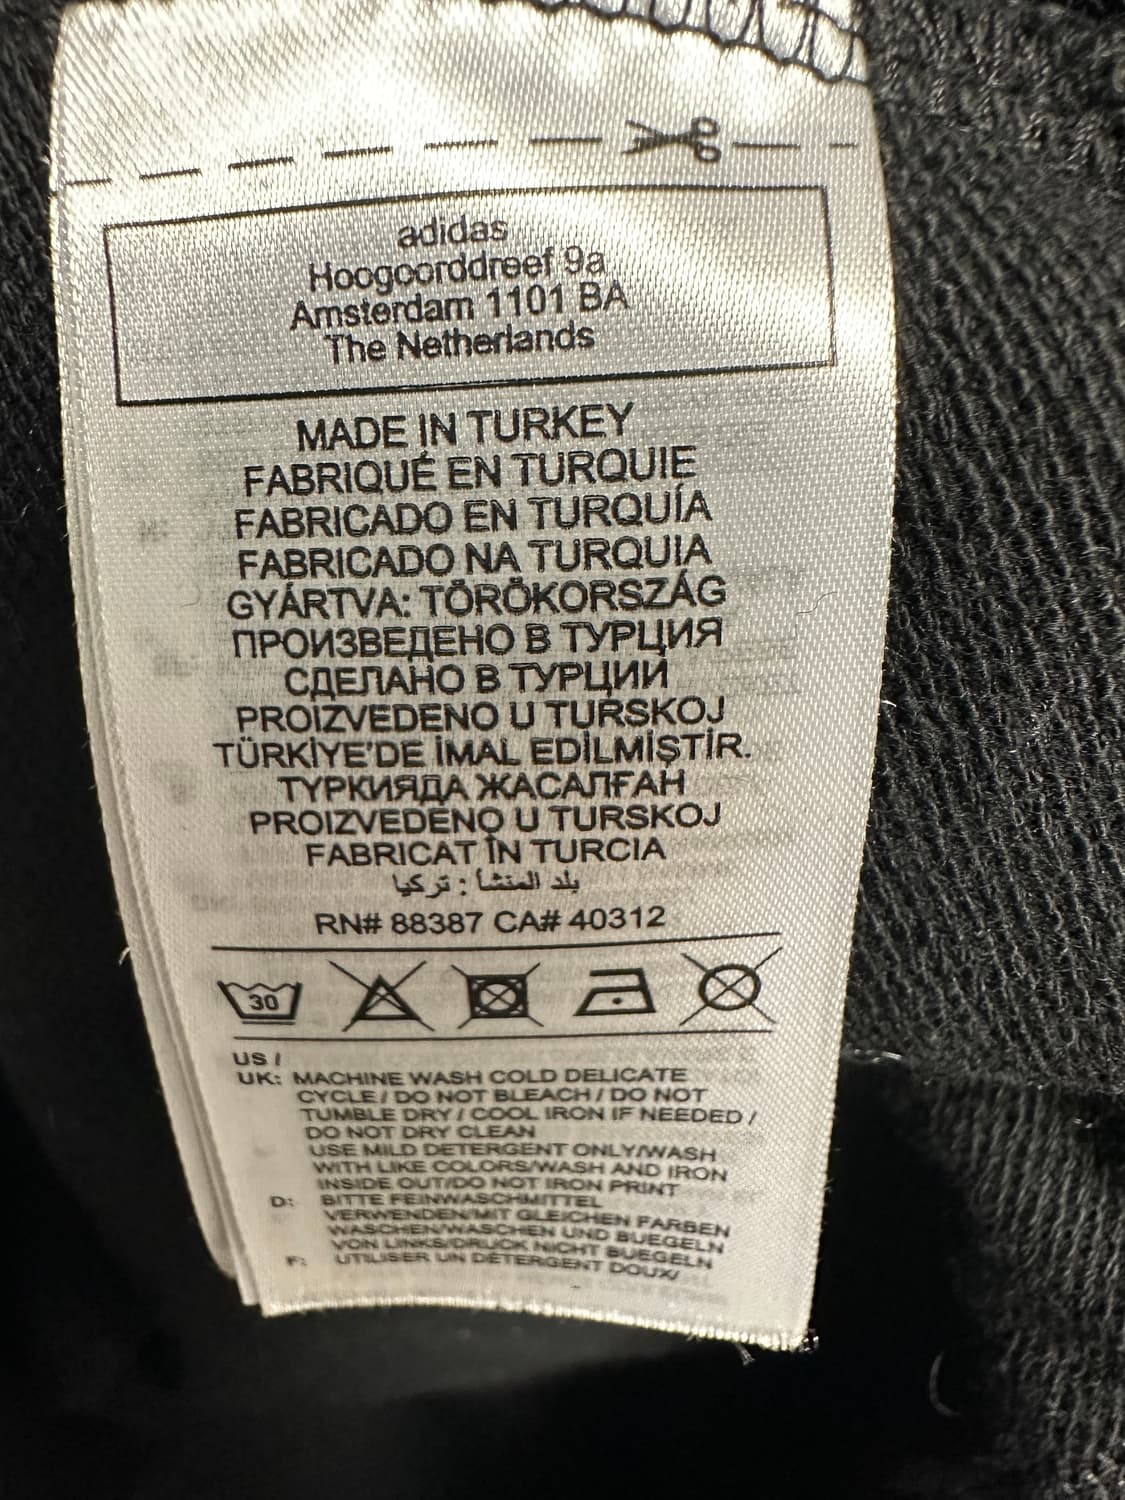 adidas
Hoogoorddreef 9a
Amsterdam 1101 BA
The Netherlands
MADE IN TURKEY
FABRIQUÉ EN TURQUIE
FABRICADO EN TURQUÍA
FABRICADO NA TURQUIA
GYÁRTVA: TÖRÖKORSZÁG
ПРОИЗВЕДЕНО В ТУРЦИЯ
СДЕЛАНО В ТУРЦИИ
PROIZVEDENO U TURSKOJ
TÜRKİYE'DE İMAL EDİLMİŞTİR.
ТУРКИЯДА ЖАСАЛҒАН
PROIZVEDENO U TURSKOJ
FABRICAT ÎN TURCIA
بلد المنشأ : تركيا
RN# 88387 CA# 40312
30
US /
UK: MACHINE WASH COLD DELICATE
CYCLE / DO NOT BLEACH / DO NOT
TUMBLE DRY / COOL IRON IF NEEDED /
DO NOT DRY CLEAN
USE MILD DETERGENT ONLY/WASH
WITH LIKE COLORS/WASH AND IRON
INSIDE OUT/DO NOT IRON PRINT
D: BITTE FEINWASCHMITTEL
VERWENDEN/MIT GLEICHEN FARBEN
WASCHEN/WASCHEN UND BUEGELN
VON LINKS/DRUCK NICHT BUEGELN
F: UTILISER UN DÉTERGENT DOUX/